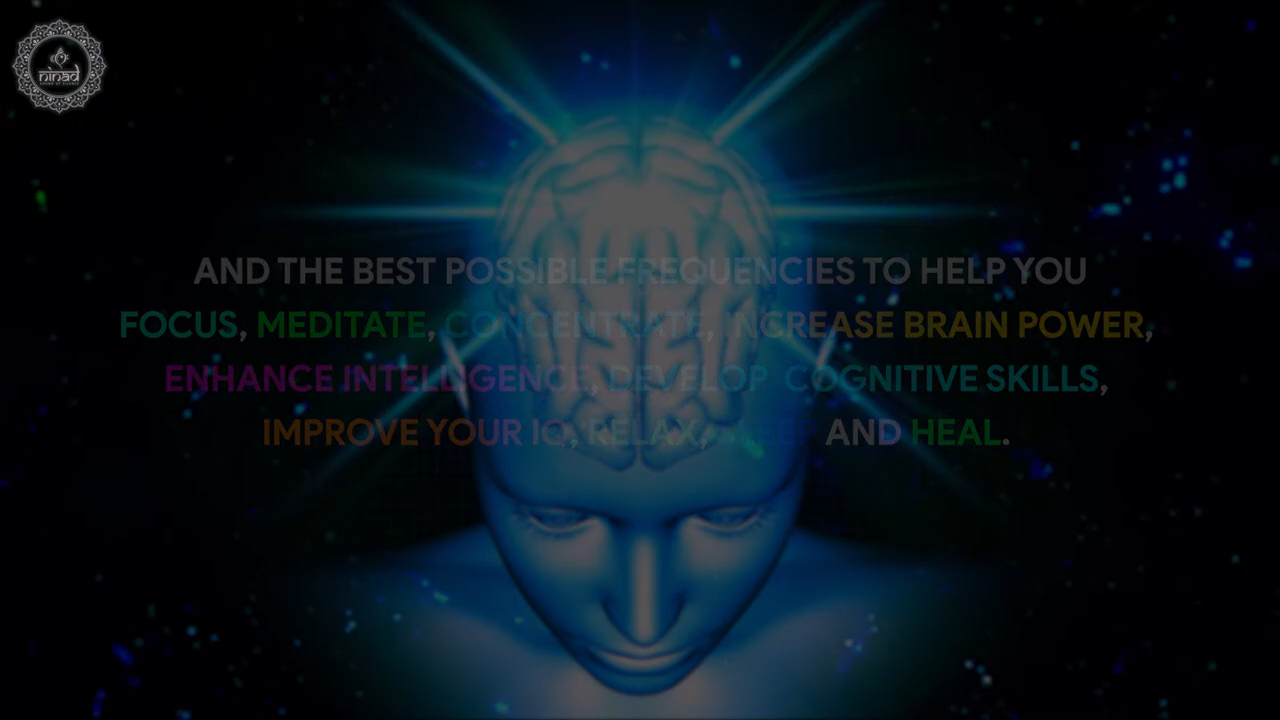 ninad
AND THE BEST POSSIBLE FREQUENCIES TO HELP YOU
FOCUS, MEDITATE, CONCENTRATE, INCREASE BRAIN POWER,
ENHANCE INTELLIGENCE, DEVELOP COGNITIVE SKILLS,
IMPROVE YOUR IQ, RELAX, SLEEP AND HEAL.